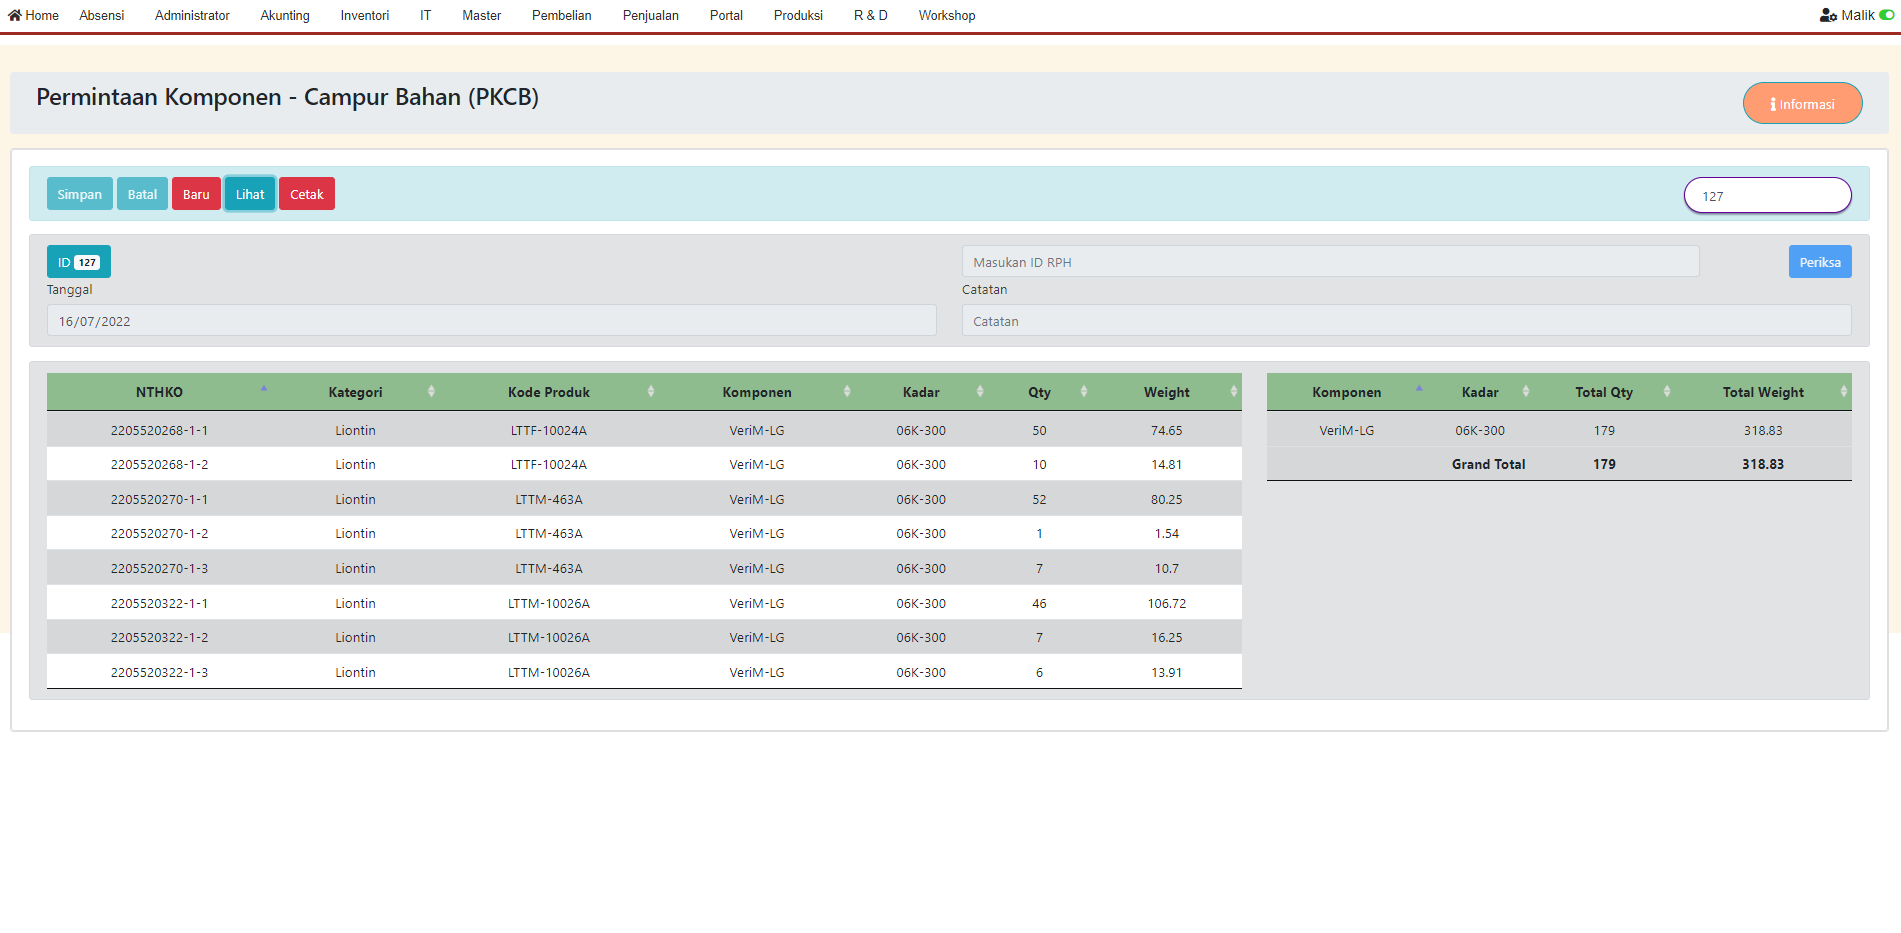 Home Absensi Administrator Akunting Inventori IT Master Pembelian Penjualan Portal Produksi R & D Workshop Malik
Permintaan Komponen - Campur Bahan (PKCB)
Informasi
Simpan Batal Baru Lihat Cetak 127
ID 127 Masukan ID RPH Periksa
Tanggal Catatan
16/07/2022 Catatan
NTHKO Kategori Kode Produk Komponen Kadar Qty Weight
2205520268-1-1 Liontin LTTF-10024A VeriM-LG 06K-300 50 74.65
2205520268-1-2 Liontin LTTF-10024A VeriM-LG 06K-300 10 14.81
2205520270-1-1 Liontin LTTM-463A VeriM-LG 06K-300 52 80.25
2205520270-1-2 Liontin LTTM-463A VeriM-LG 06K-300 1 1.54
2205520270-1-3 Liontin LTTM-463A VeriM-LG 06K-300 7 10.7
2205520322-1-1 Liontin LTTM-10026A VeriM-LG 06K-300 46 106.72
2205520322-1-2 Liontin LTTM-10026A VeriM-LG 06K-300 7 16.25
2205520322-1-3 Liontin LTTM-10026A VeriM-LG 06K-300 6 13.91
Komponen Kadar Total Qty Total Weight
VeriM-LG 06K-300 179 318.83
Grand Total 179 318.83